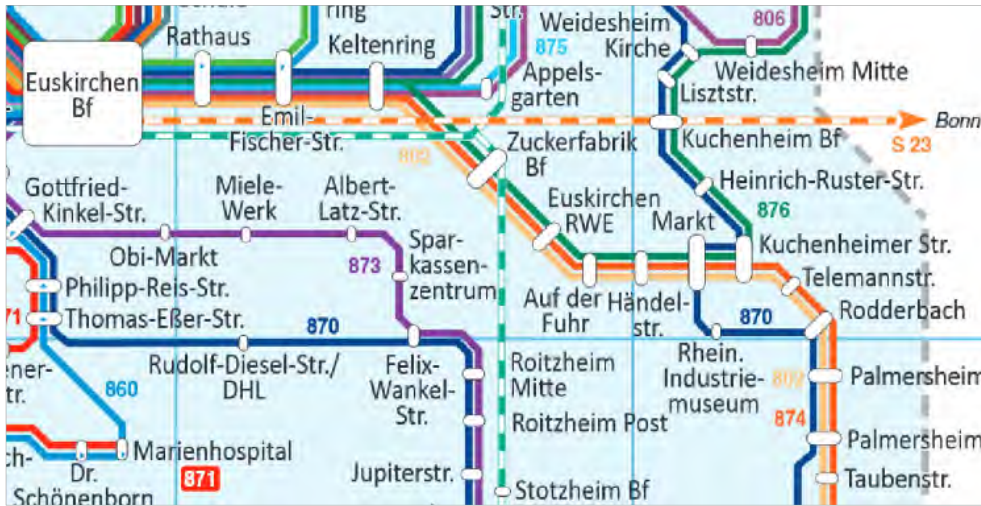 ring
Str.
806
Rathaus
Keltenring
875
Weidesheim
Kirche
Weidesheim Mitte
Euskirchen
Bf
Appels-
garten
Lisztstr.
Emil-
Fischer-Str.
802
Zuckerfabrik
Bf
Kuchenheim Bf
Bonn
S 23
Gottfried-
Kinkel-Str.
Miele-
Werk
Albert-
Latz-Str.
Euskirchen
RWE
Markt
Heinrich-Ruster-Str.
876
Obi-Markt
873
Spar-
kassen-
zentrum
Kuchenheimer Str.
Philipp-Reis-Str.
Telemannstr.
71
Thomas-Eßer-Str.
870
Auf der
Fuhr
Händel-
str.
870
Rodderbach
ener-
tr.
860
Rudolf-Diesel-Str./
DHL
Felix-
Wankel-
Str.
Roitzheim
Mitte
Rhein.
Industrie-
museum
802
Palmersheim
874
Roitzheim Post
ch-
Dr.
Schönenborn
Marienhospital
871
Jupiterstr.
Palmersheim
Stotzheim Bf
Taubenstr.